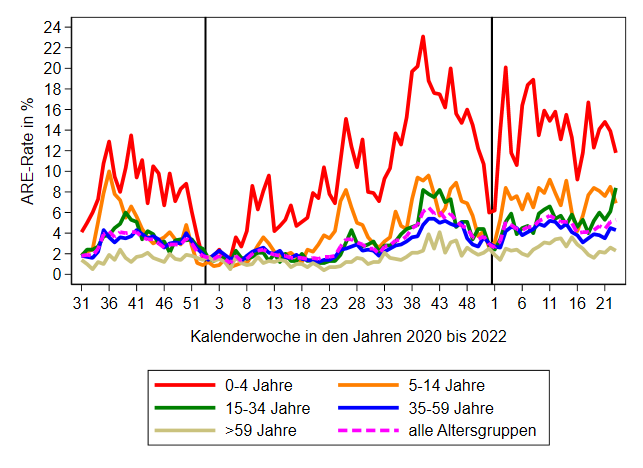 ARE-Rate in %
24
22
20
18
16
14
12
10
8
6
4
2
0
31 36 41 46 51 3 8 13 18 23 28 33 38 43 48 1 6 11 16 21
Kalenderwoche in den Jahren 2020 bis 2022
0-4 Jahre 5-14 Jahre
15-34 Jahre 35-59 Jahre
>59 Jahre alle Altersgruppen